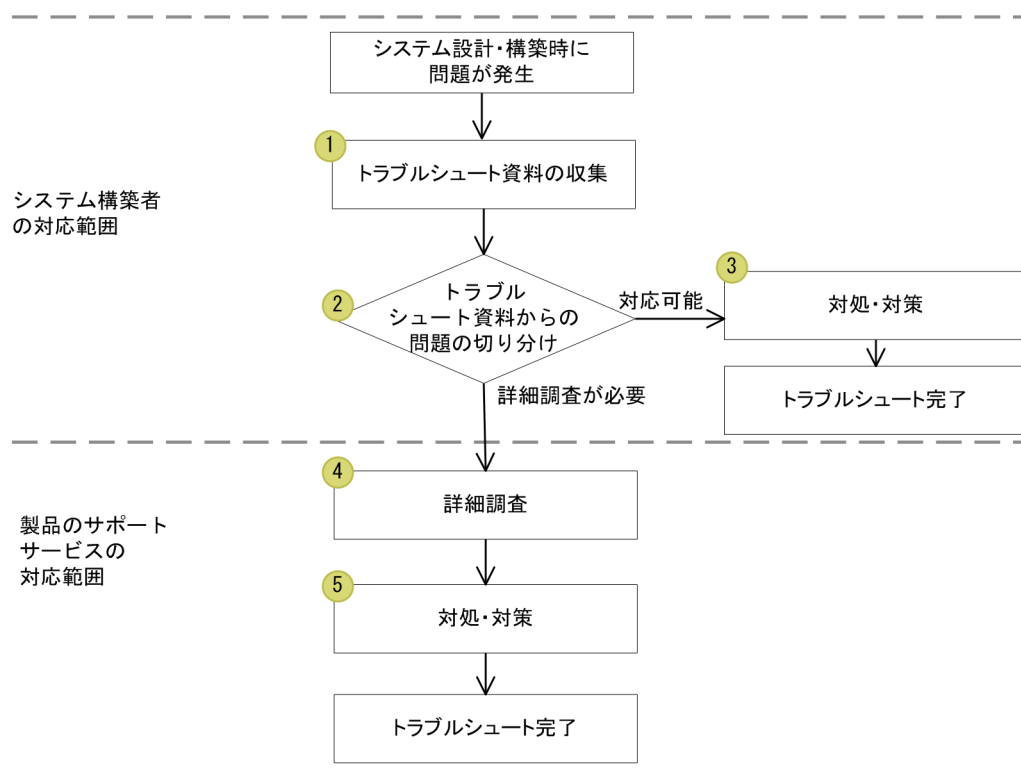 システム設計・構築時に
問題が発生
1
トラブルシュート資料の収集
システム構築者
の対応範囲
2
トラブル
シュート資料からの
問題の切り分け
対応可能
3
対処・対策
トラブルシュート完了
詳細調査が必要
4
詳細調査
製品のサポート
サービスの
対応範囲
5
対処・対策
トラブルシュート完了